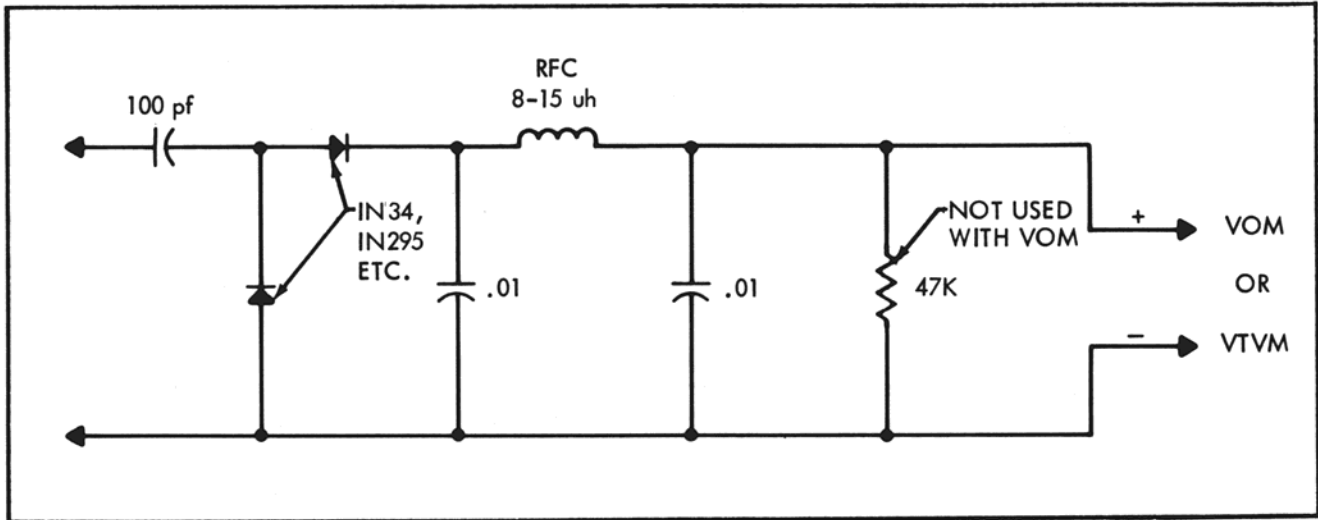 RFC
8-15 uh
100 pf
IN34,
IN295
ETC.
.01
.01
NOT USED
WITH VOM
47K
+
VOM
OR
−
VTVM